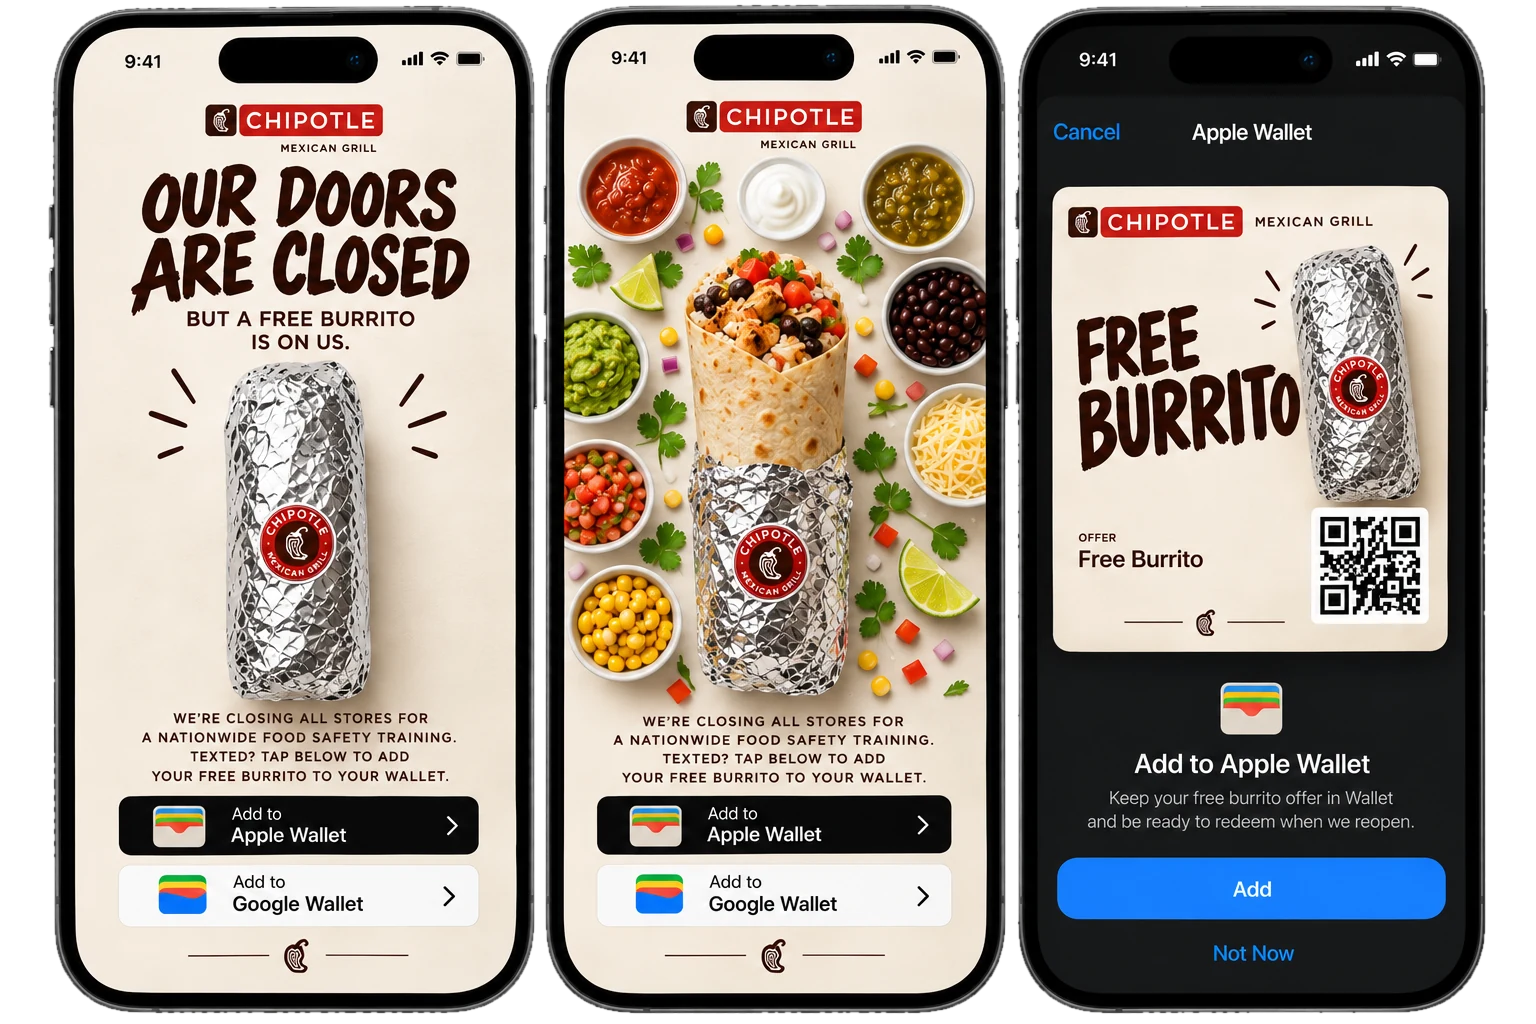 9:41
CHIPOTLE
MEXICAN GRILL
OUR DOORS
ARE CLOSED
BUT A FREE BURRITO
IS ON US.
CHIPOTLE
MEXICAN GRILL
WE'RE CLOSING ALL STORES FOR
A NATIONWIDE FOOD SAFETY TRAINING.
TEXTED? TAP BELOW TO ADD
YOUR FREE BURRITO TO YOUR WALLET.
Add to
Apple Wallet
Add to
Google Wallet
9:41
CHIPOTLE
MEXICAN GRILL
CHIPOTLE
MEXICAN GRILL
WE'RE CLOSING ALL STORES FOR
A NATIONWIDE FOOD SAFETY TRAINING.
TEXTED? TAP BELOW TO ADD
YOUR FREE BURRITO TO YOUR WALLET.
Add to
Apple Wallet
Add to
Google Wallet
9:41
Cancel
Apple Wallet
CHIPOTLE MEXICAN GRILL
FREE
BURRITO
CHIPOTLE
MEXICAN GRILL
OFFER
Free Burrito
Add to Apple Wallet
Keep your free burrito offer in Wallet
and be ready to redeem when we reopen.
Add
Not Now